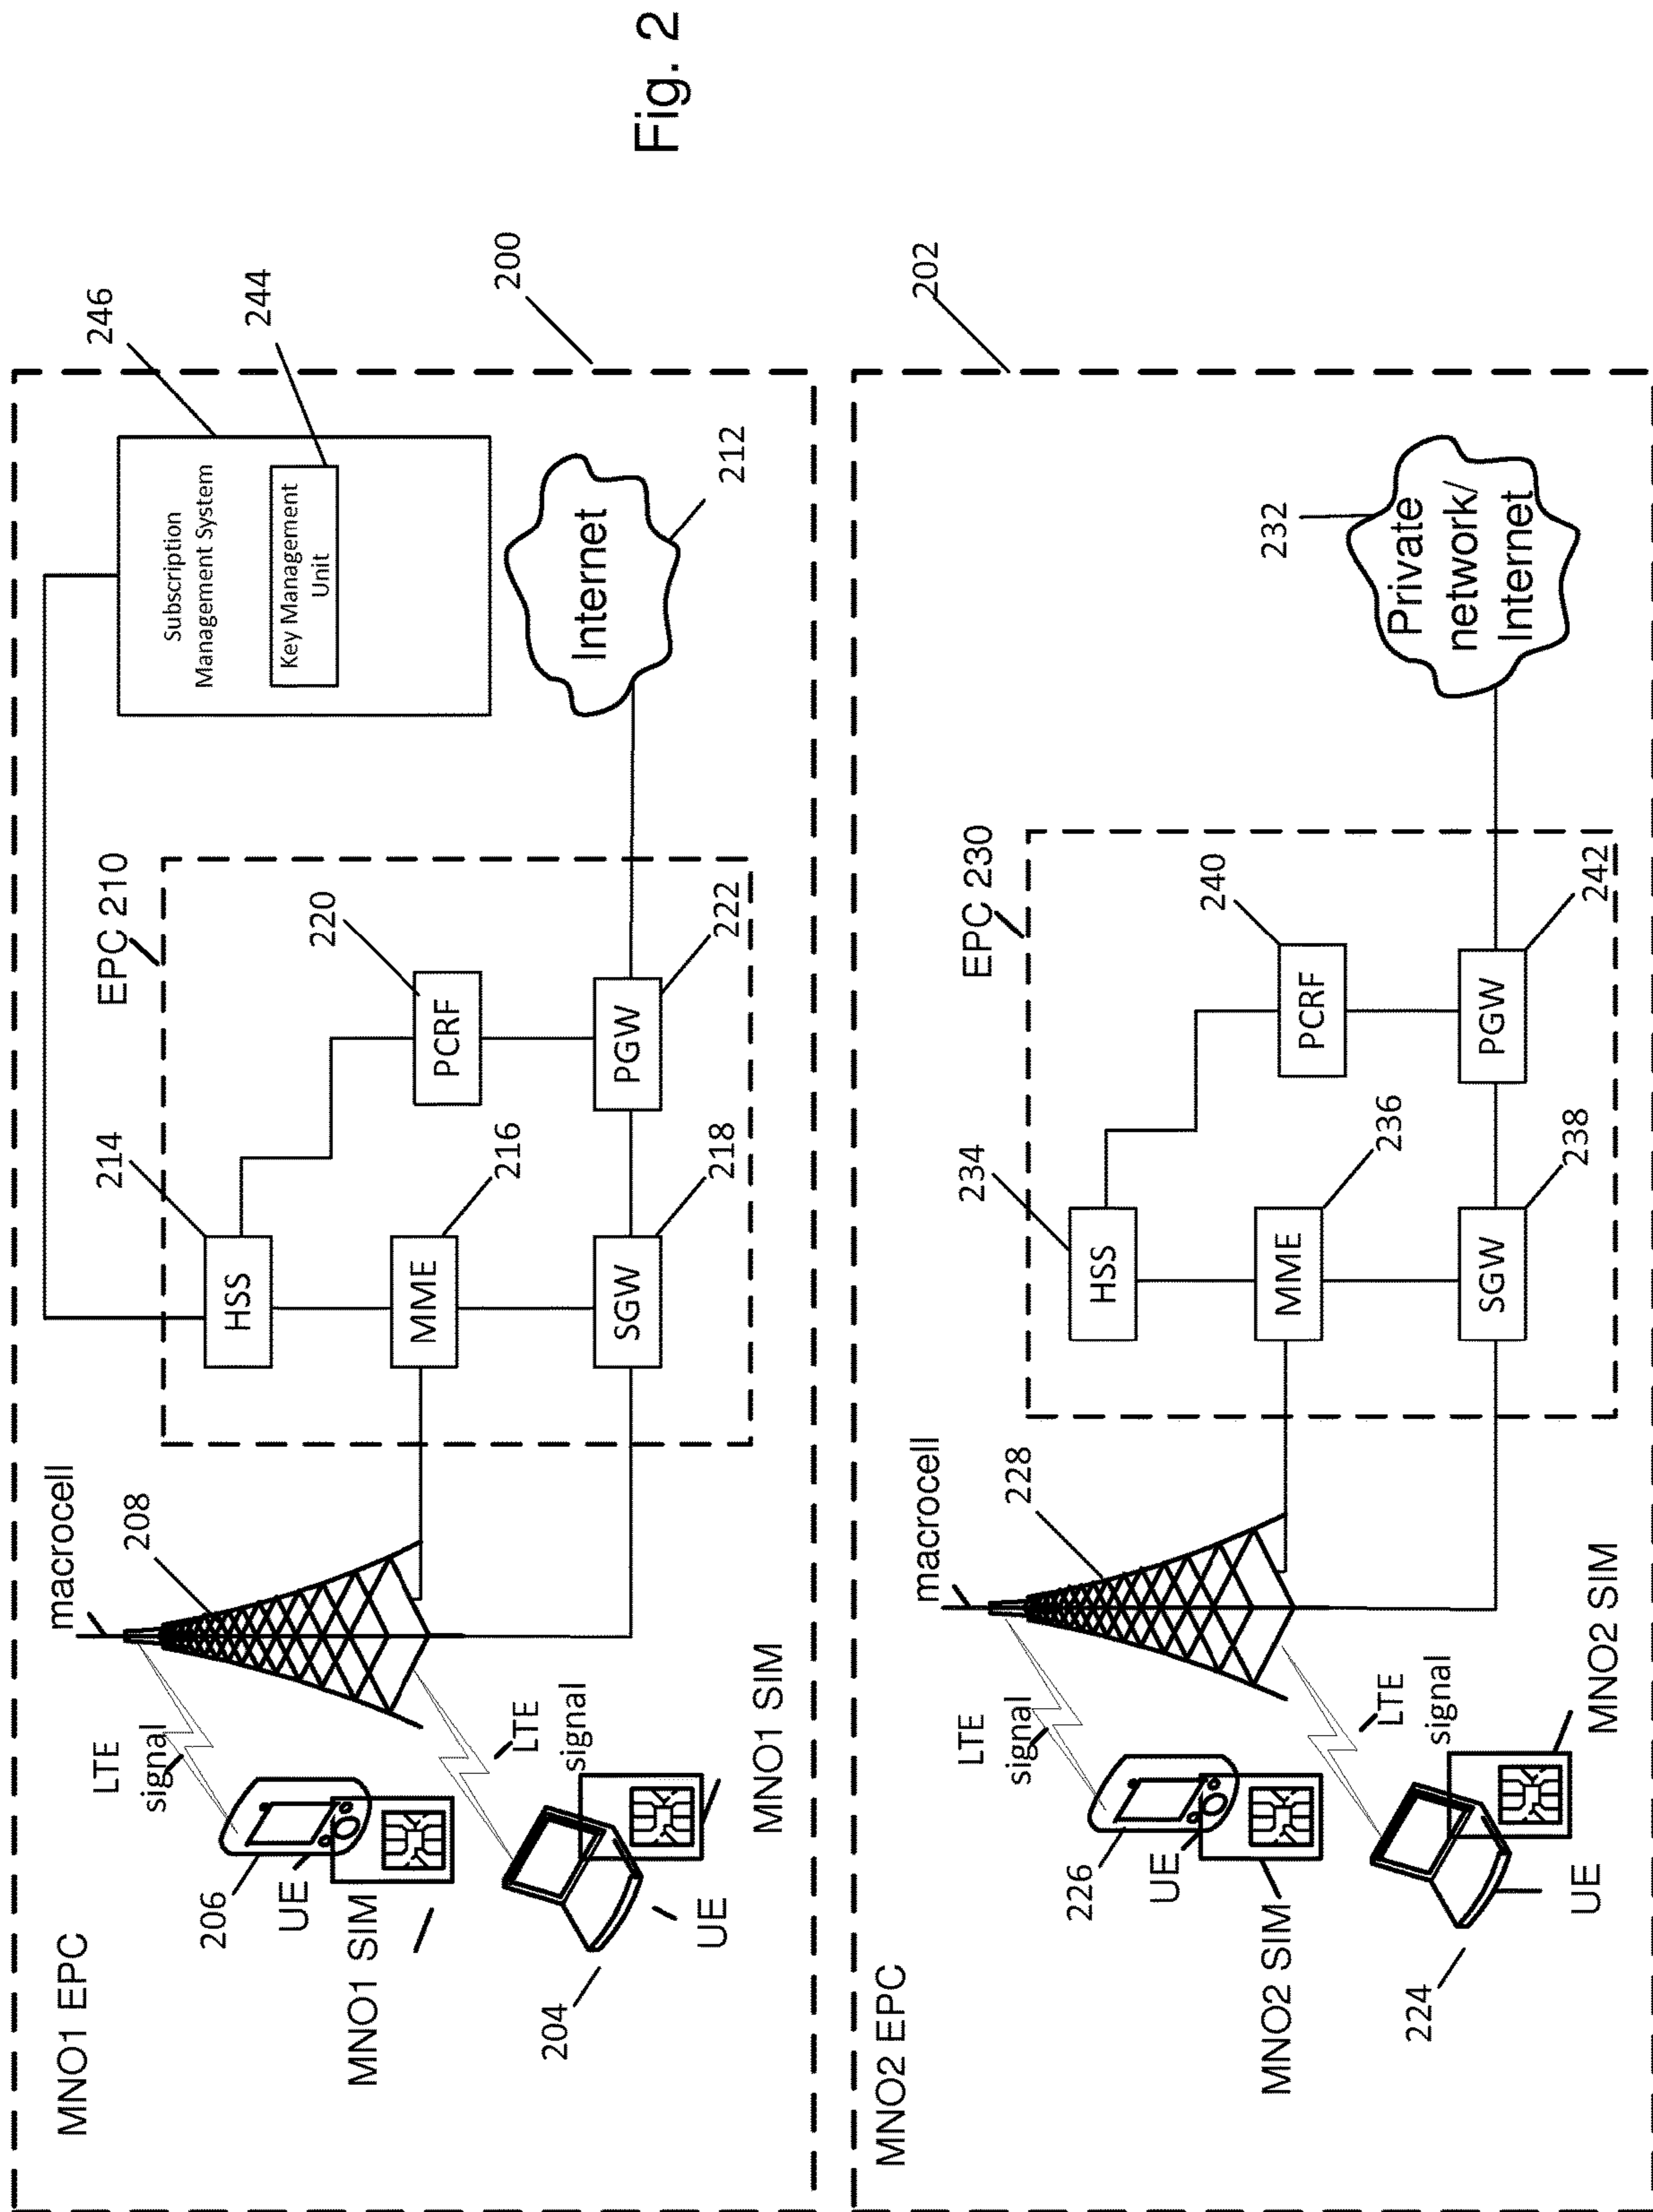 MNO1 EPC
macrocell
208
LTE
signal
206
UE
MNO1 SIM
LTE
signal
204
UE
MNO1 SIM
EPC 210
214
HSS
216
MME
218
SGW
220
PCRF
222
PGW
246
Subscription
Management System
244
Key Management
Unit
200
Internet
212
MNO2 EPC
macrocell
228
LTE
signal
226
UE
MNO2 SIM
LTE
signal
224
UE
MNO2 SIM
EPC 230
234
HSS
236
MME
238
SGW
240
PCRF
242
PGW
202
232
Private
network/
Internet
Fig. 2